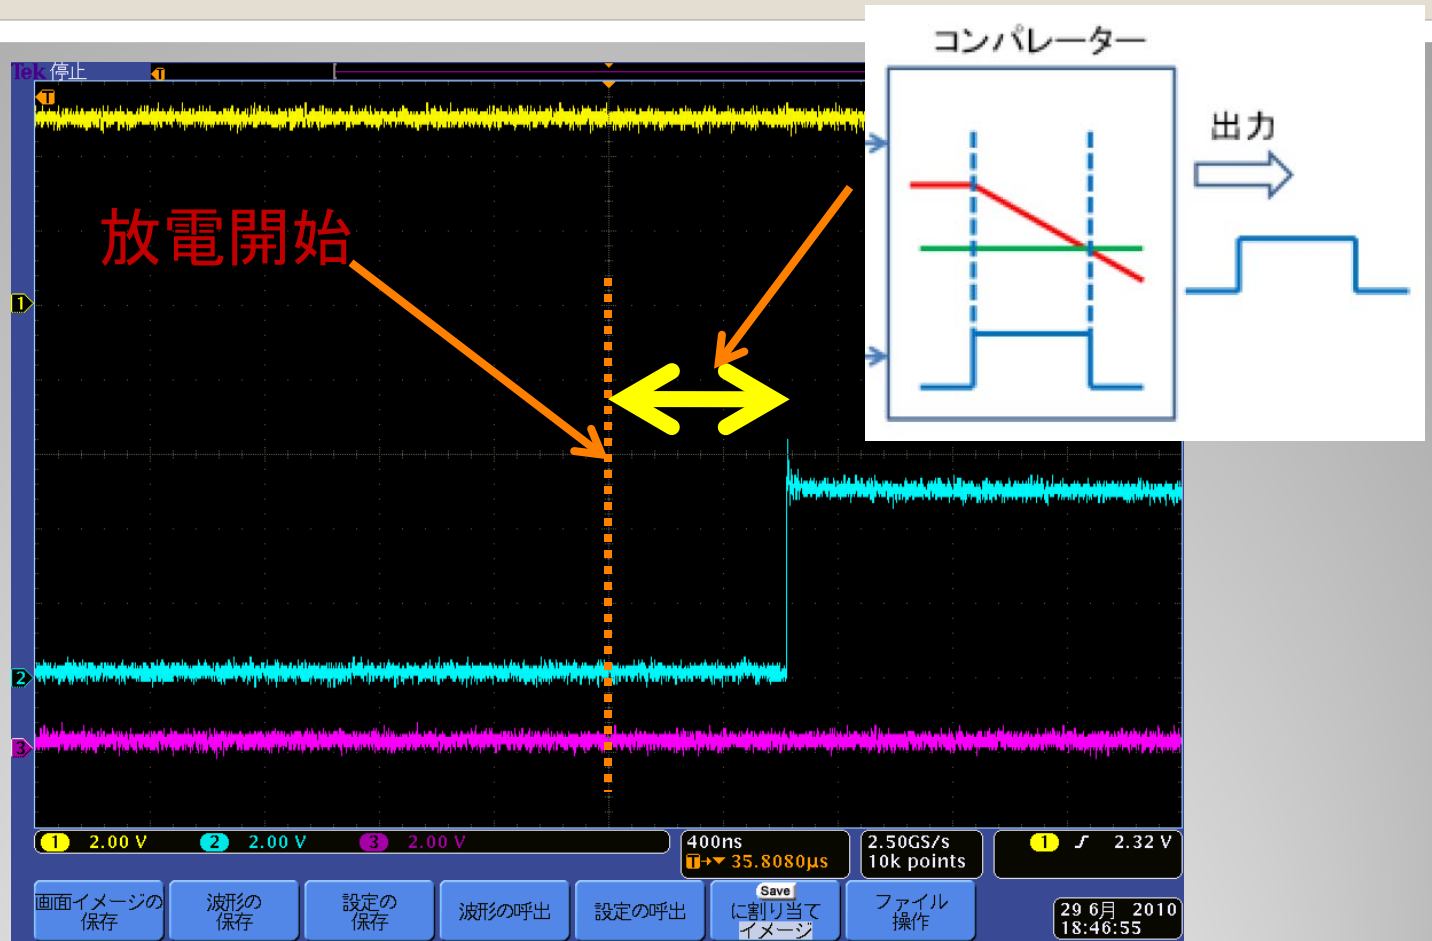 コンパレーター
出力
Tek 停止
T
T
放電開始
1
2
3
1 2.00 V 2 2.00 V 3 2.00 V
400ns
T→▼ 35.8080μs
2.50GS/s
10k points
1 ʃ 2.32 V
画面イメージの
保存
波形の
保存
設定の
保存
波形の呼出
設定の呼出
Save
に割り当て
イメージ
ファイル
操作
29 6月 2010
18:46:55